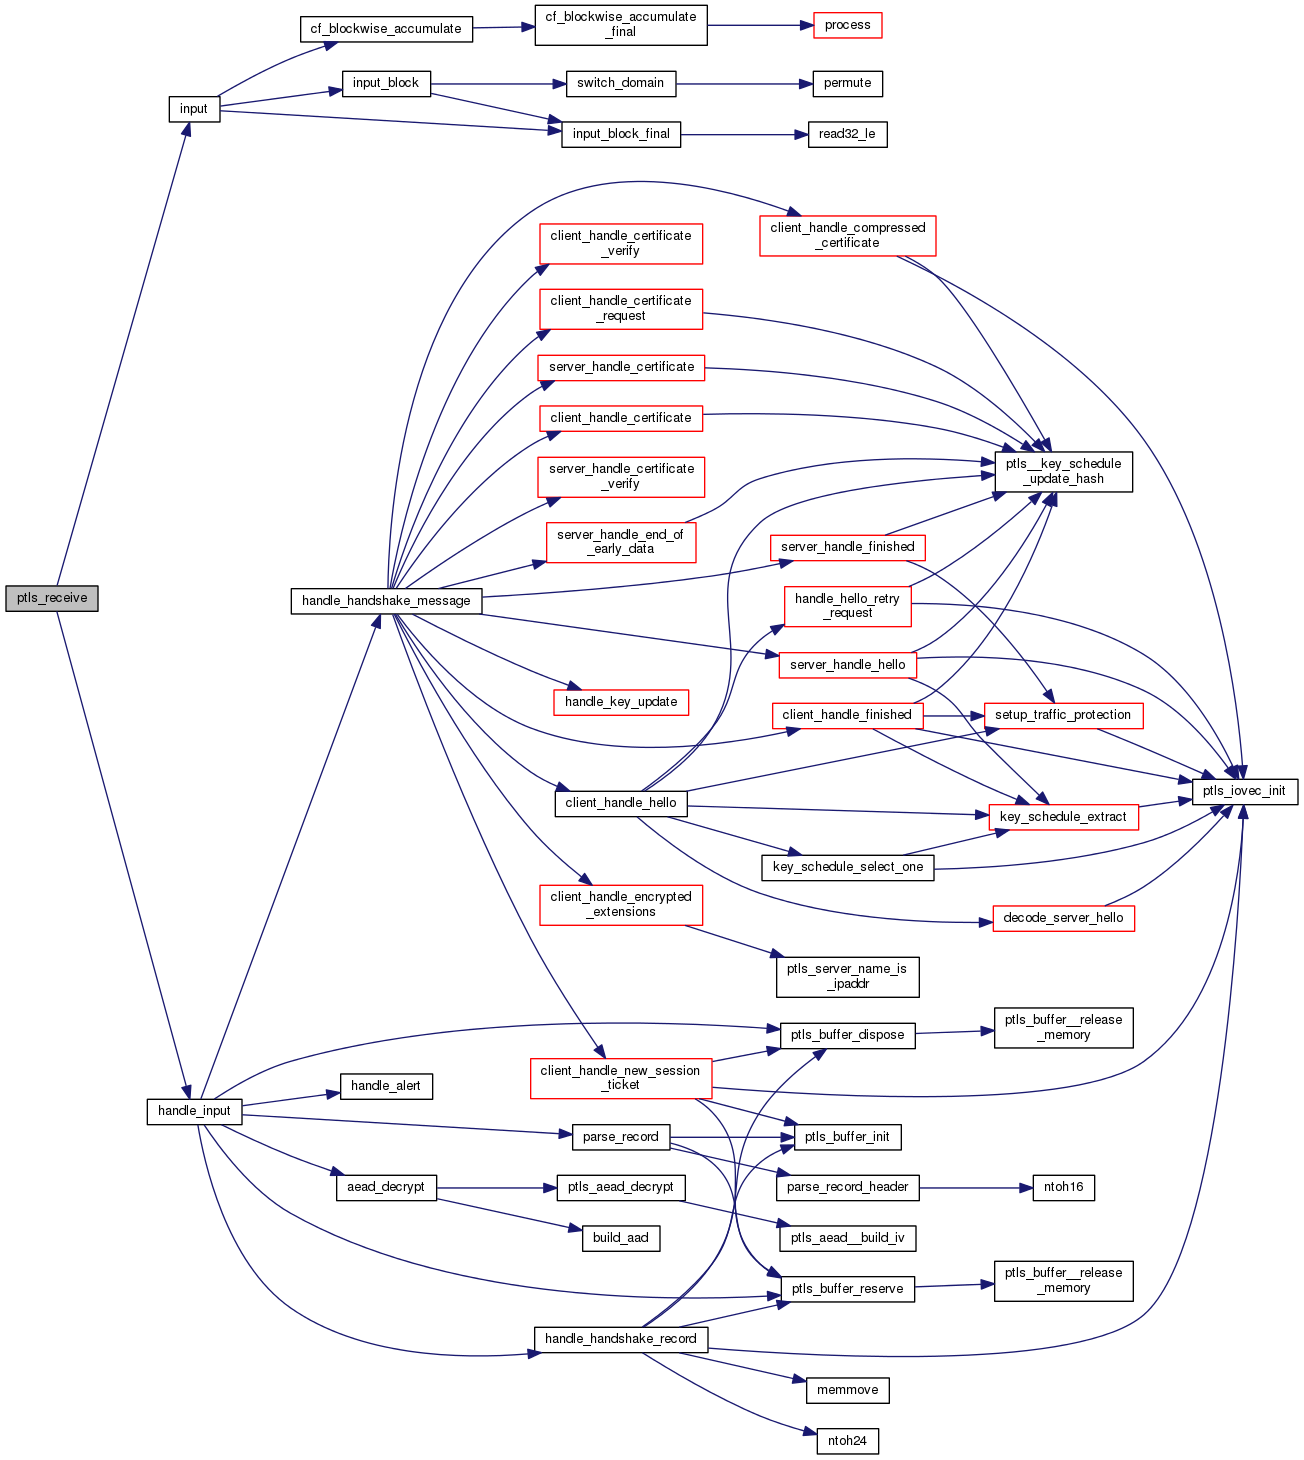 cf_blockwise_accumulate
cf_blockwise_accumulate
_final
process
input
input_block
switch_domain
permute
input_block_final
read32_le
client_handle_compressed
_certificate
client_handle_certificate
_verify
client_handle_certificate
_request
server_handle_certificate
client_handle_certificate
ptls__key_schedule
_update_hash
server_handle_certificate
_verify
server_handle_end_of
_early_data
server_handle_finished
ptls_receive
handle_handshake_message
handle_hello_retry
_request
server_handle_hello
handle_key_update
client_handle_finished
setup_traffic_protection
client_handle_hello
ptls_iovec_init
key_schedule_extract
key_schedule_select_one
client_handle_encrypted
_extensions
decode_server_hello
ptls_server_name_is
_ipaddr
ptls_buffer_dispose
ptls_buffer__release
_memory
client_handle_new_session
_ticket
handle_alert
handle_input
parse_record
ptls_buffer_init
aead_decrypt
ptls_aead_decrypt
parse_record_header
ntoh16
build_aad
ptls_aead__build_iv
ptls_buffer_reserve
ptls_buffer__release
_memory
handle_handshake_record
memmove
ntoh24